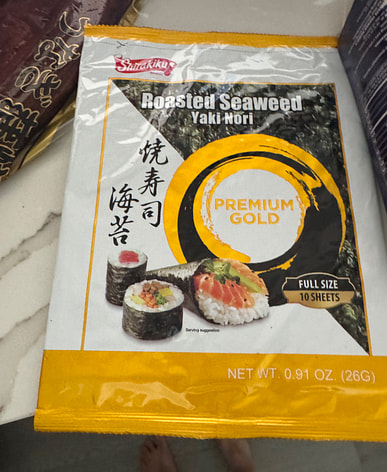 Shirakiku
Roasted Seaweed
Yaki Nori
焼寿司
海苔
PREMIUM
GOLD
FULL SIZE
10 SHEETS
Serving suggestion
NET WT. 0.91 OZ. (26G)